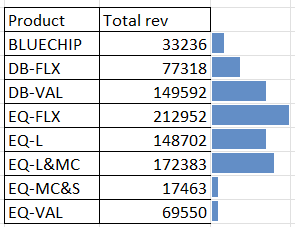 Product Total rev
BLUECHIP 33236
DB-FLX 77318
DB-VAL 149592
EQ-FLX 212952
EQ-L 148702
EQ-L&MC 172383
EQ-MC&S 17463
EQ-VAL 69550